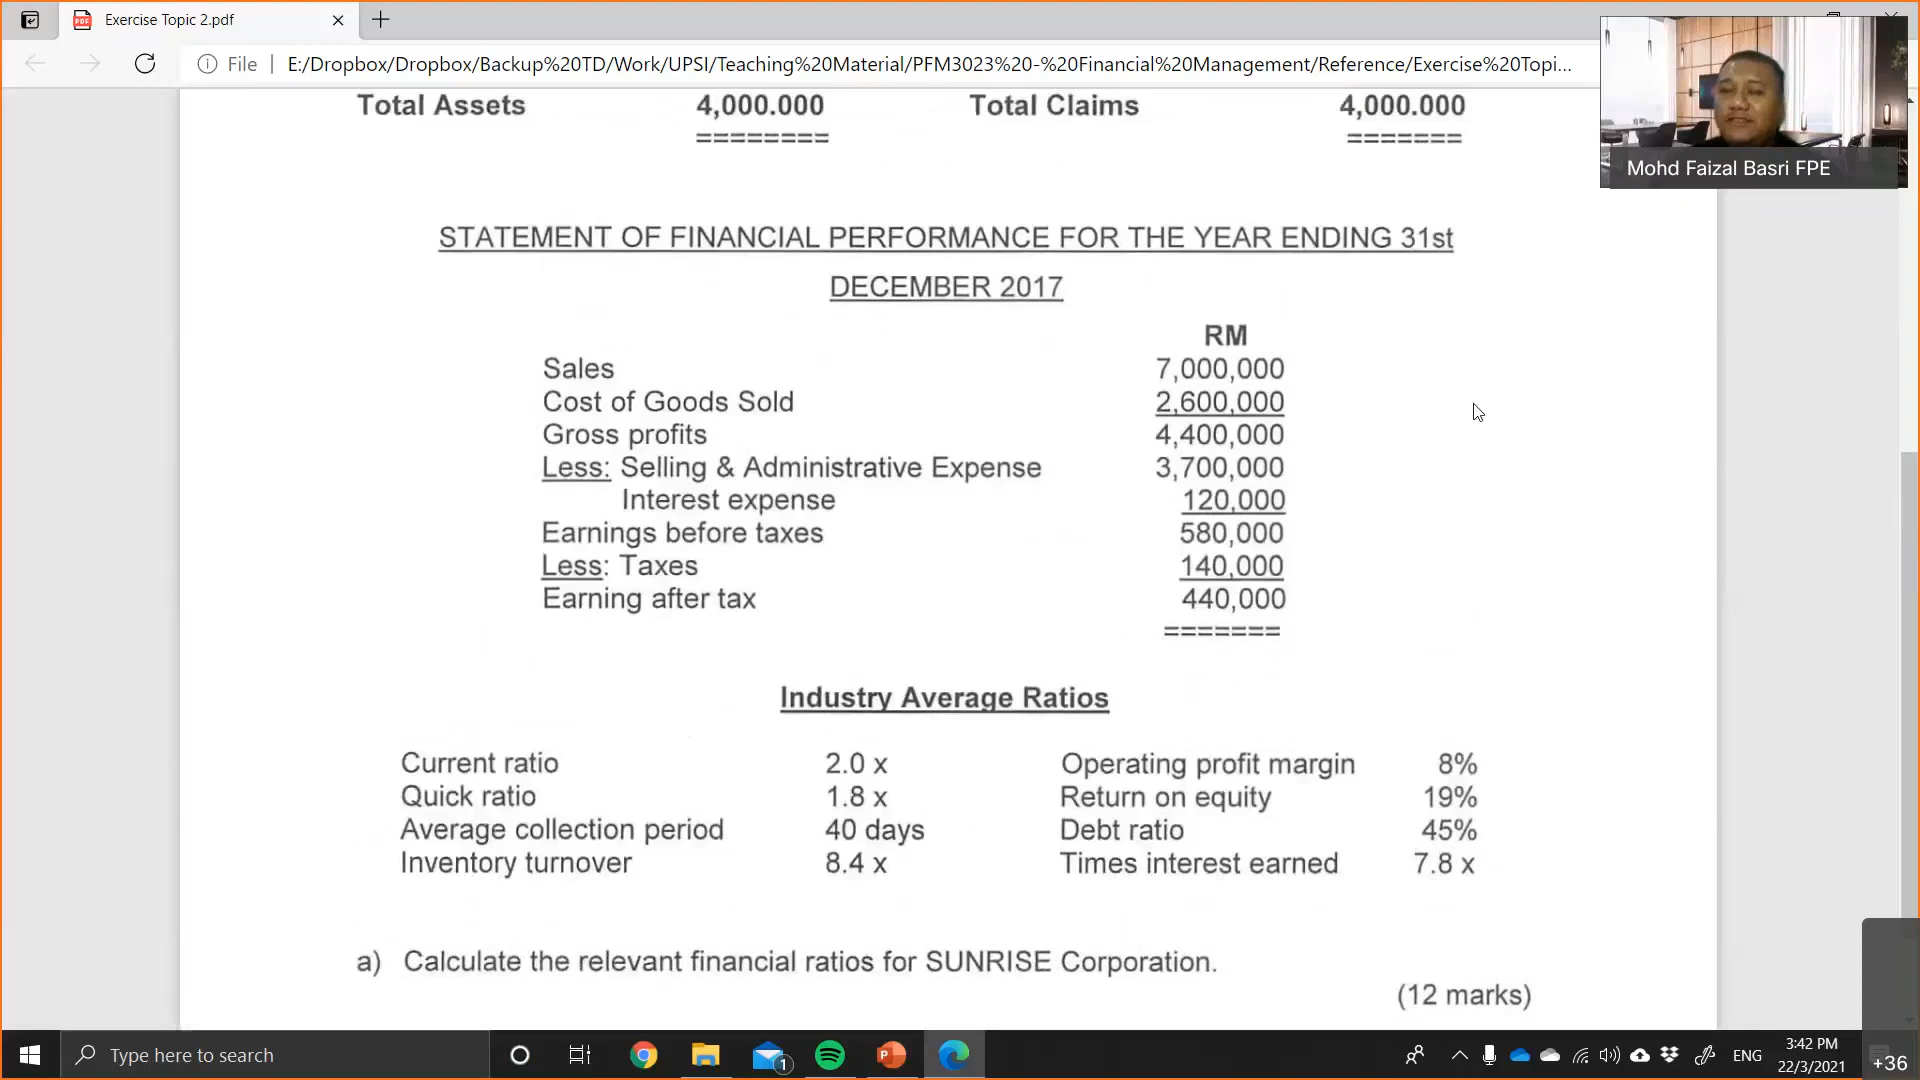 Exercise Topic 2.pdf
File
E:/Dropbox/Dropbox/Backup%20TD/Work/UPSI/Teaching%20Material/PFM3023%20-%20Financial%20Management/Reference/Exercise%20Topi...
Mohd Faizal Basri FPE
Total Assets 4,000.000 Total Claims 4,000.000
======== =======
STATEMENT OF FINANCIAL PERFORMANCE FOR THE YEAR ENDING 31st
DECEMBER 2017
RM
Sales 7,000,000
Cost of Goods Sold 2,600,000
Gross profits 4,400,000
Less: Selling & Administrative Expense 3,700,000
Interest expense 120,000
Earnings before taxes 580,000
Less: Taxes 140,000
Earning after tax 440,000
=======
Industry Average Ratios
Current ratio 2.0 x Operating profit margin 8%
Quick ratio 1.8 x Return on equity 19%
Average collection period 40 days Debt ratio 45%
Inventory turnover 8.4 x Times interest earned 7.8 x
a) Calculate the relevant financial ratios for SUNRISE Corporation.
(12 marks)
Type here to search
1
ENG
3:42 PM
22/3/2021
+36